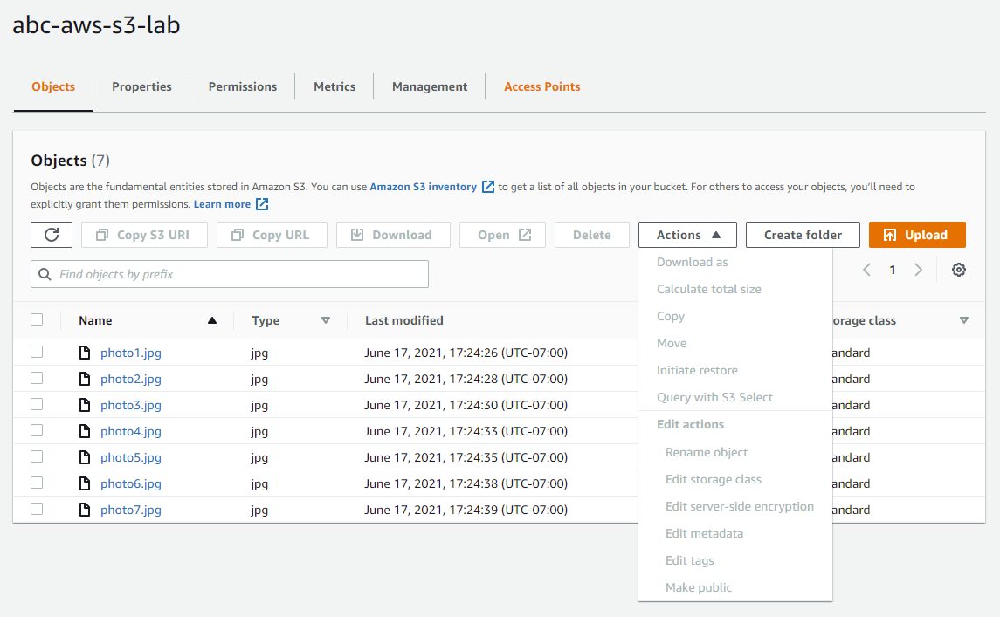 abc-aws-s3-lab
Objects Properties Permissions Metrics Management Access Points
Objects (7)
Objects are the fundamental entities stored in Amazon S3. You can use Amazon S3 inventory to get a list of all objects in your bucket. For others to access your objects, you'll need to
explicitly grant them permissions. Learn more
Copy S3 URI Copy URL Download Open Delete Actions Create folder Upload
Find objects by prefix
1
Download as
Calculate total size
Copy
Move
Initiate restore
Query with S3 Select
Edit actions
Rename object
Edit storage class
Edit server-side encryption
Edit metadata
Edit tags
Make public
Name Type Last modified orage class
photo1.jpg jpg June 17, 2021, 17:24:26 (UTC-07:00) andard
photo2.jpg jpg June 17, 2021, 17:24:28 (UTC-07:00) andard
photo3.jpg jpg June 17, 2021, 17:24:30 (UTC-07:00) andard
photo4.jpg jpg June 17, 2021, 17:24:33 (UTC-07:00) andard
photo5.jpg jpg June 17, 2021, 17:24:35 (UTC-07:00) andard
photo6.jpg jpg June 17, 2021, 17:24:38 (UTC-07:00) andard
photo7.jpg jpg June 17, 2021, 17:24:39 (UTC-07:00) andard